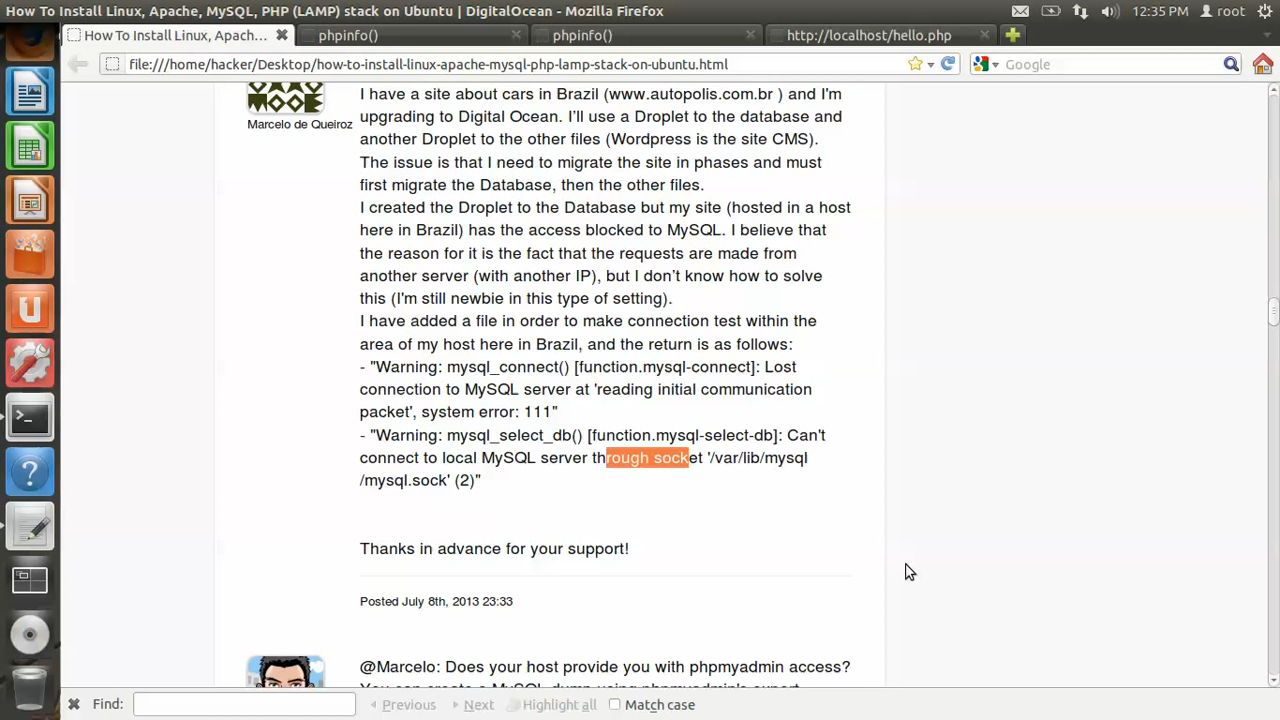 How To Install Linux, Apache, MySQL, PHP (LAMP) stack on Ubuntu | DigitalOcean - Mozilla Firefox
12:35 PM
root
How To Install Linux, Apach...
phpinfo()
phpinfo()
http://localhost/hello.php
file:///home/hacker/Desktop/how-to-install-linux-apache-mysql-php-lamp-stack-on-ubuntu.html
Google
Marcelo de Queiroz
I have a site about cars in Brazil (www.autopolis.com.br ) and I'm
upgrading to Digital Ocean. I’ll use a Droplet to the database and
another Droplet to the other files (Wordpress is the site CMS).
The issue is that I need to migrate the site in phases and must
first migrate the Database, then the other files.
I created the Droplet to the Database but my site (hosted in a host
here in Brazil) has the access blocked to MySQL. I believe that
the reason for it is the fact that the requests are made from
another server (with another IP), but I don’t know how to solve
this (I'm still newbie in this type of setting).
I have added a file in order to make connection test within the
area of my host here in Brazil, and the return is as follows:
- "Warning: mysql_connect() [function.mysql-connect]: Lost
connection to MySQL server at 'reading initial communication
packet', system error: 111"
- "Warning: mysql_select_db() [function.mysql-select-db]: Can't
connect to local MySQL server through socket '/var/lib/mysql
/mysql.sock' (2)"
Thanks in advance for your support!
Posted July 8th, 2013 23:33
@Marcelo: Does your host provide you with phpmyadmin access?
You can create a MySQL dump using phpmyadmin's export
Find:
Previous
Next
Highlight all
Match case